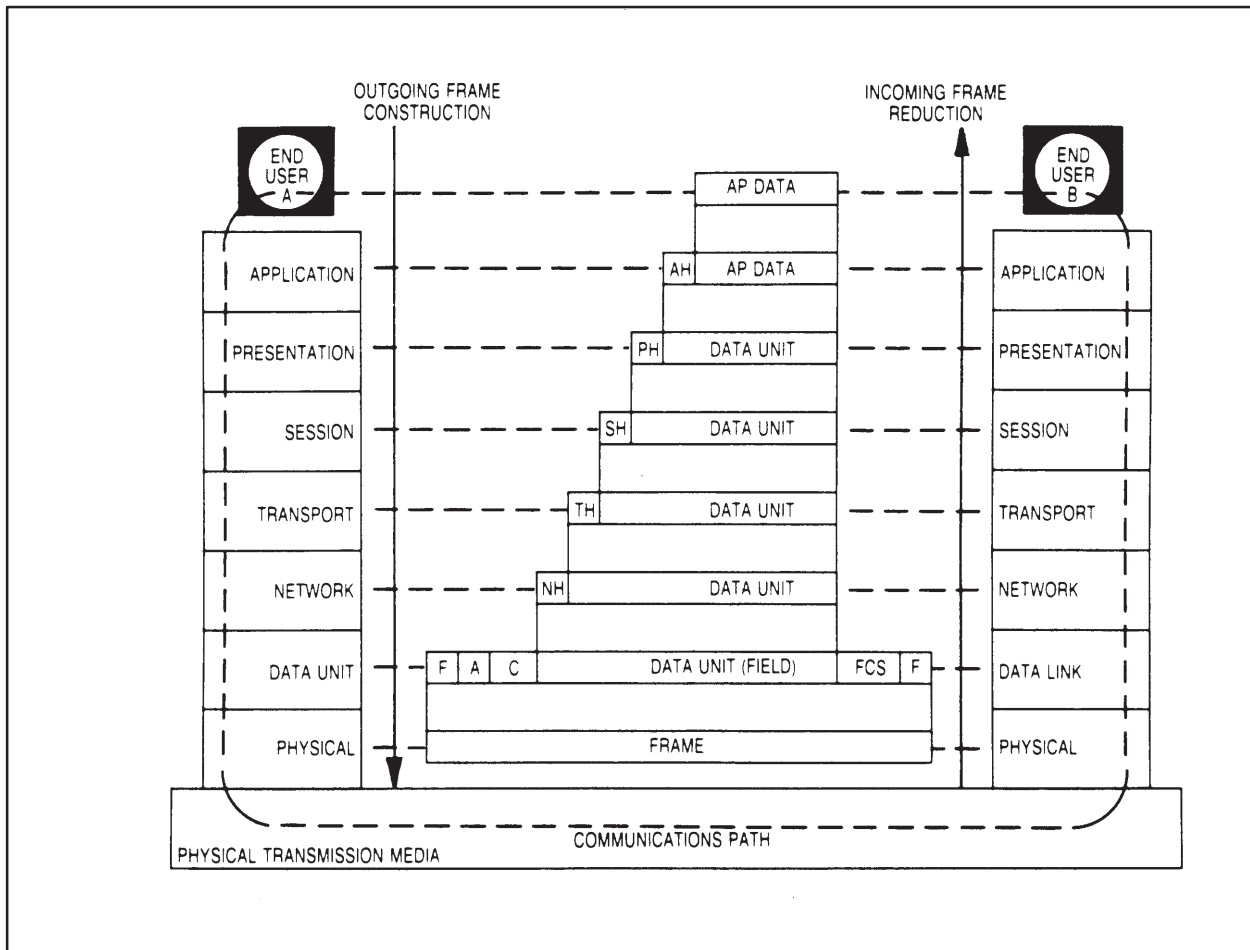 OUTGOING FRAME
CONSTRUCTION
INCOMING FRAME
REDUCTION
END
USER
A
AP DATA
END
USER
B
APPLICATION
AH
AP DATA
APPLICATION
PRESENTATION
PH
DATA UNIT
PRESENTATION
SESSION
SH
DATA UNIT
SESSION
TRANSPORT
TH
DATA UNIT
TRANSPORT
NETWORK
NH
DATA UNIT
NETWORK
DATA UNIT
F
A
C
DATA UNIT (FIELD)
FCS
F
DATA LINK
PHYSICAL
FRAME
PHYSICAL
COMMUNICATIONS PATH
PHYSICAL TRANSMISSION MEDIA